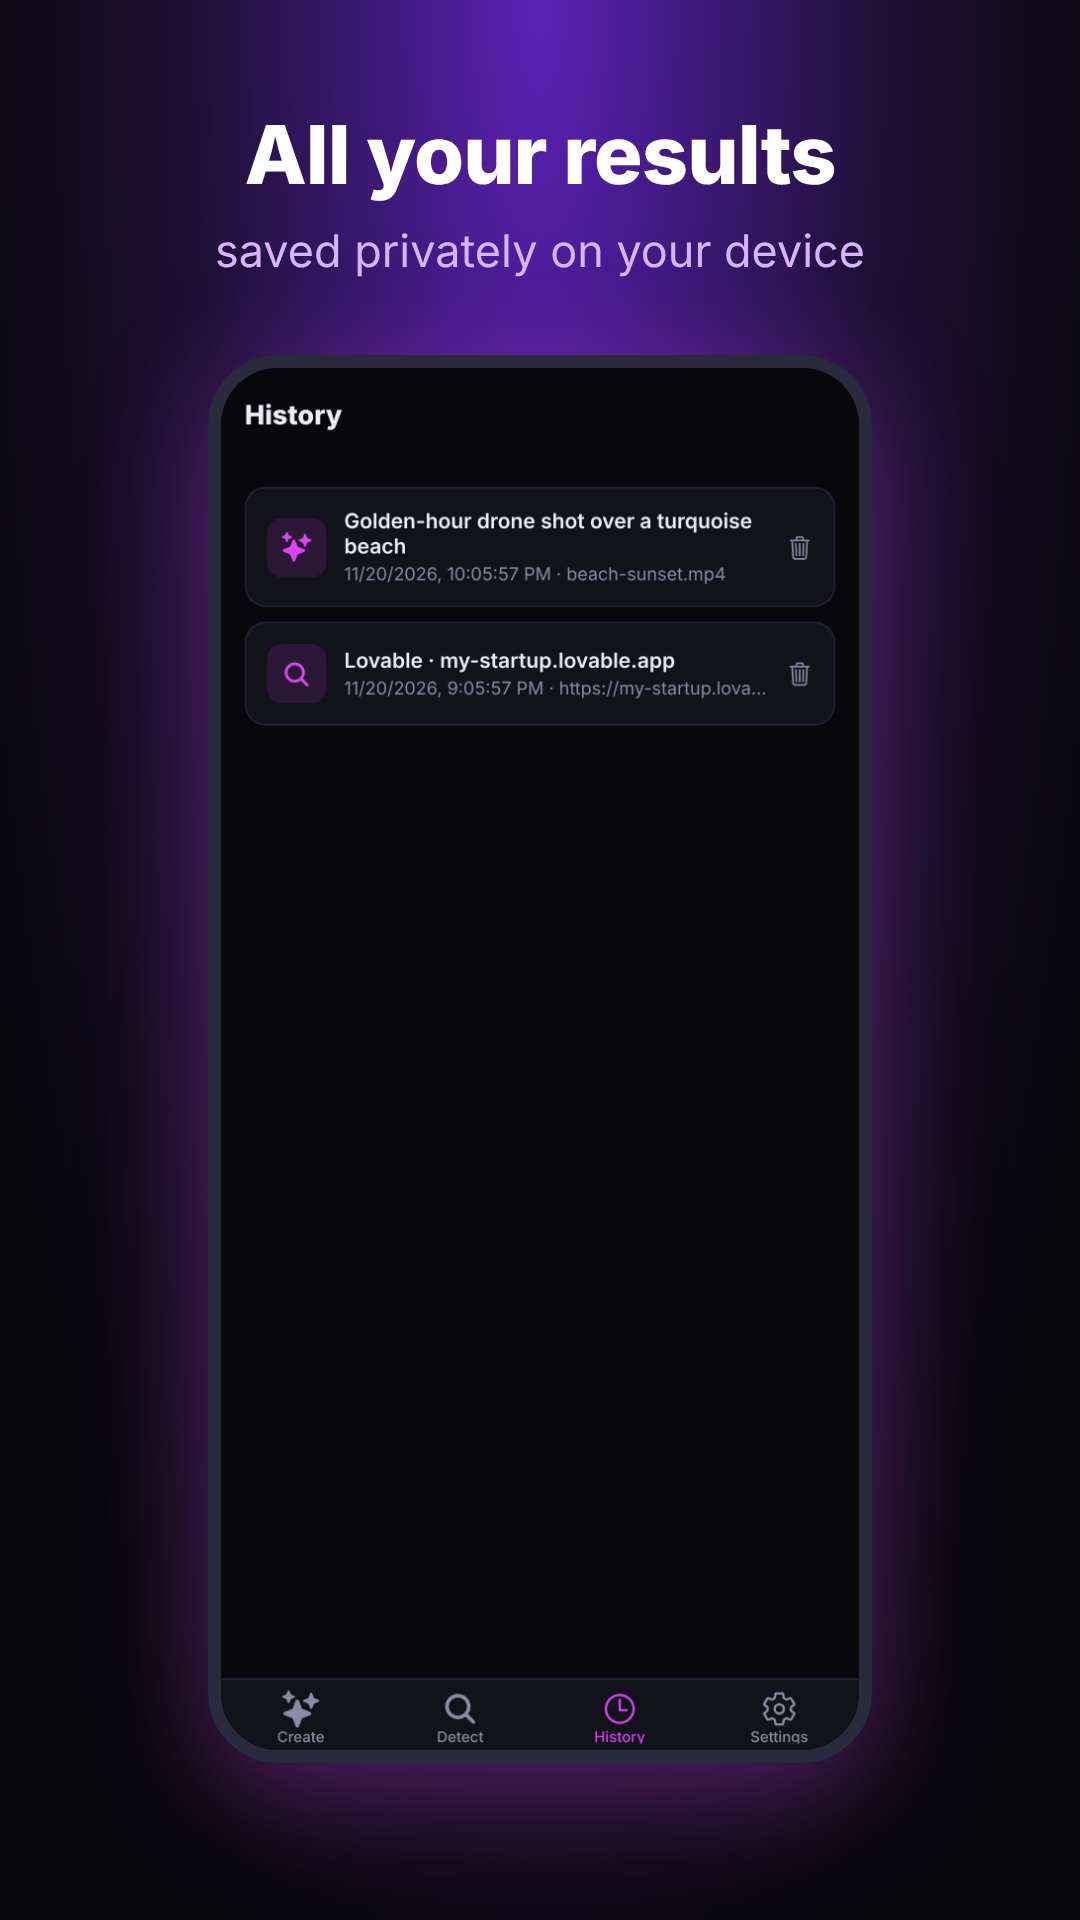 All your results
saved privately on your device
History
Golden-hour drone shot over a turquoise
beach
11/20/2026, 10:05:57 PM · beach-sunset.mp4
Lovable · my-startup.lovable.app
11/20/2026, 9:05:57 PM · https://my-startup.lova...
Create
Detect
History
Settings